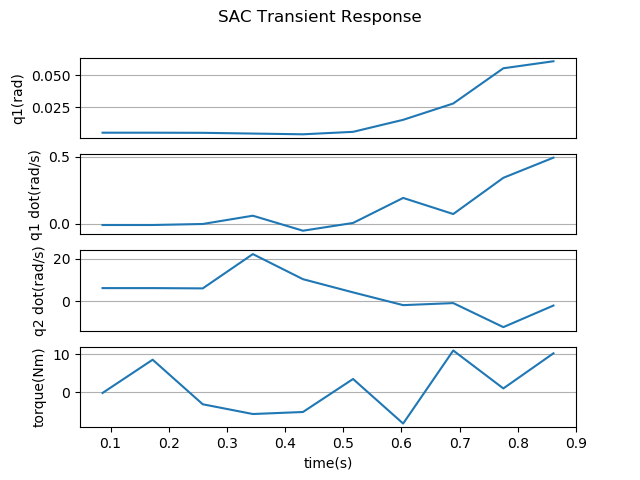 SAC Transient Response
0.050
0.025
q1(rad)
0.5
0.0
q1 dot(rad/s)
20
0
q2 dot(rad/s)
10
0
torque(Nm)
0.1 0.2 0.3 0.4 0.5 0.6 0.7 0.8 0.9
time(s)